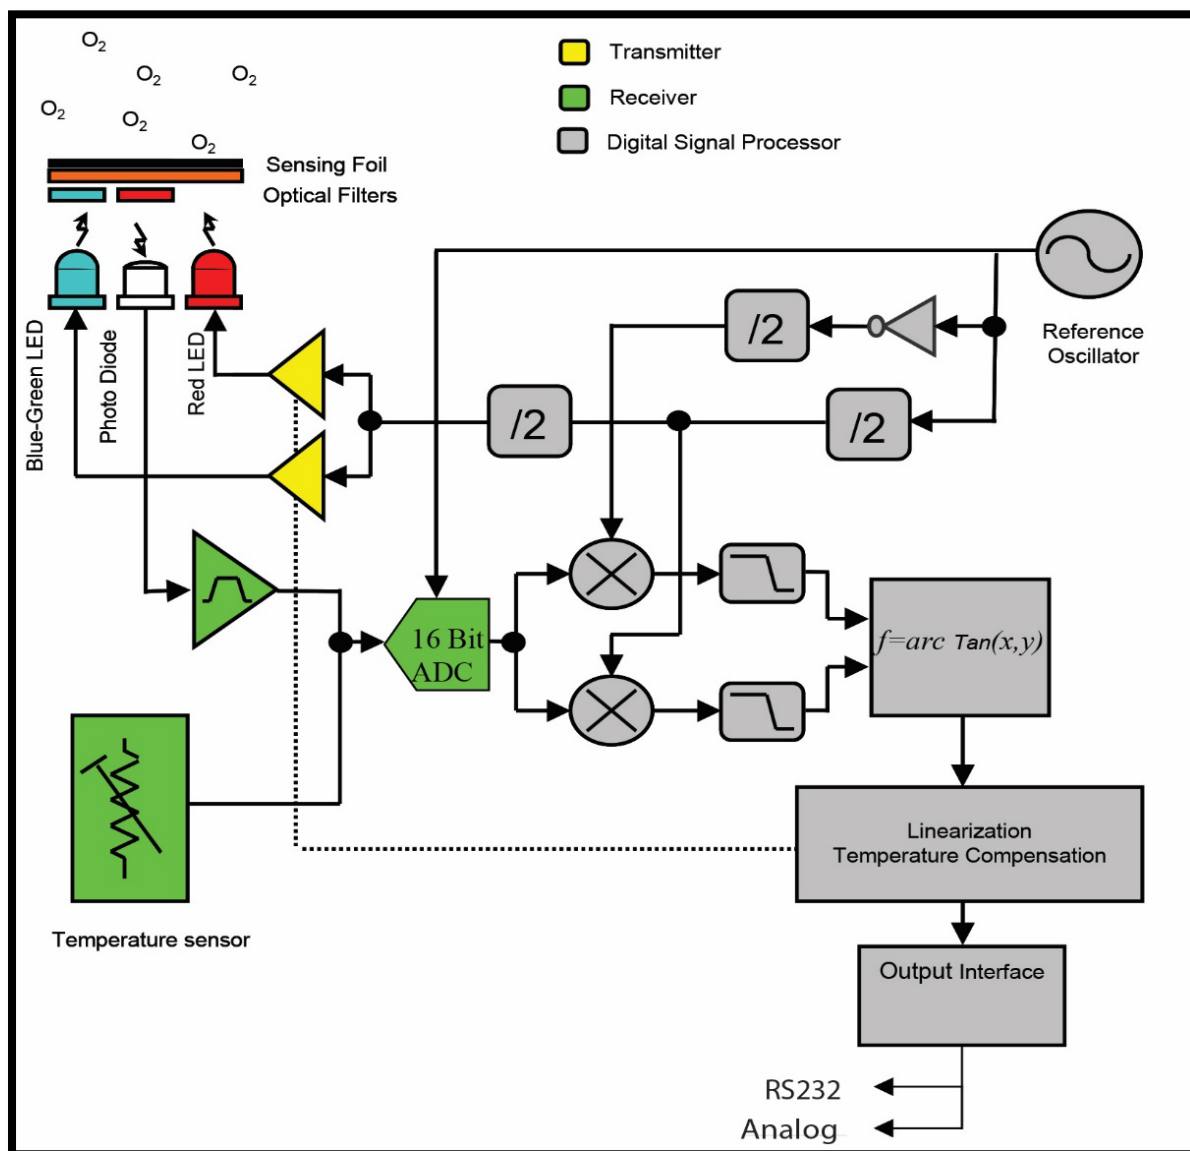 O₂
O₂
O₂
O₂
O₂
O₂
Transmitter
Receiver
Digital Signal Processor
Sensing Foil
Optical Filters
Blue-Green LED
Photo Diode
Red LED
Reference
Oscillator
/2
/2
/2
16 Bit
ADC
f=arc Tan(x,y)
Temperature sensor
Linearization
Temperature Compensation
Output Interface
RS232
Analog